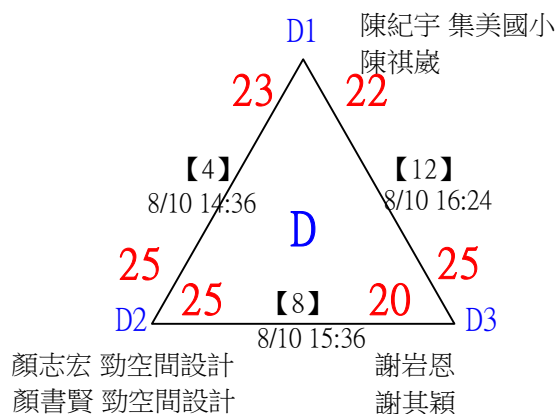 D1
陳紀宇 集美國小
陳祺崴
23
22
【4】
8/10 14:36
【12】
8/10 16:24
D
25
25
25
20
【8】
8/10 15:36
D2
D3
顏志宏 勁空間設計
顏書賢 勁空間設計
謝岩恩
謝其穎